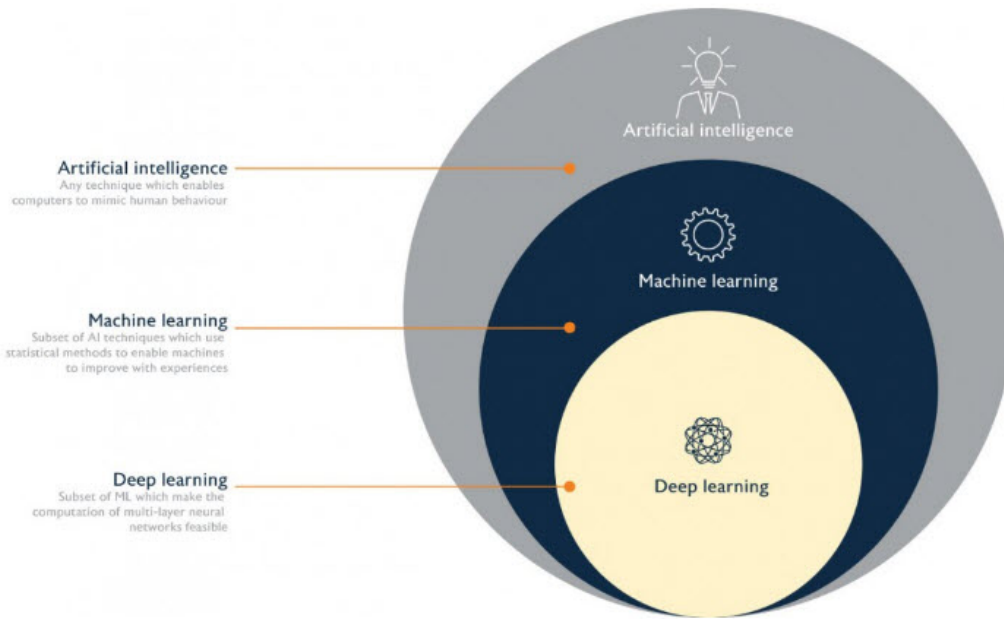 Artificial intelligence
Artificial intelligence
Any technique which enables
computers to mimic human behaviour
Machine learning
Machine learning
Subset of AI techniques which use
statistical methods to enable machines
to improve with experiences
Deep learning
Subset of ML which make the
computation of multi-layer neural
networks feasible
Deep learning